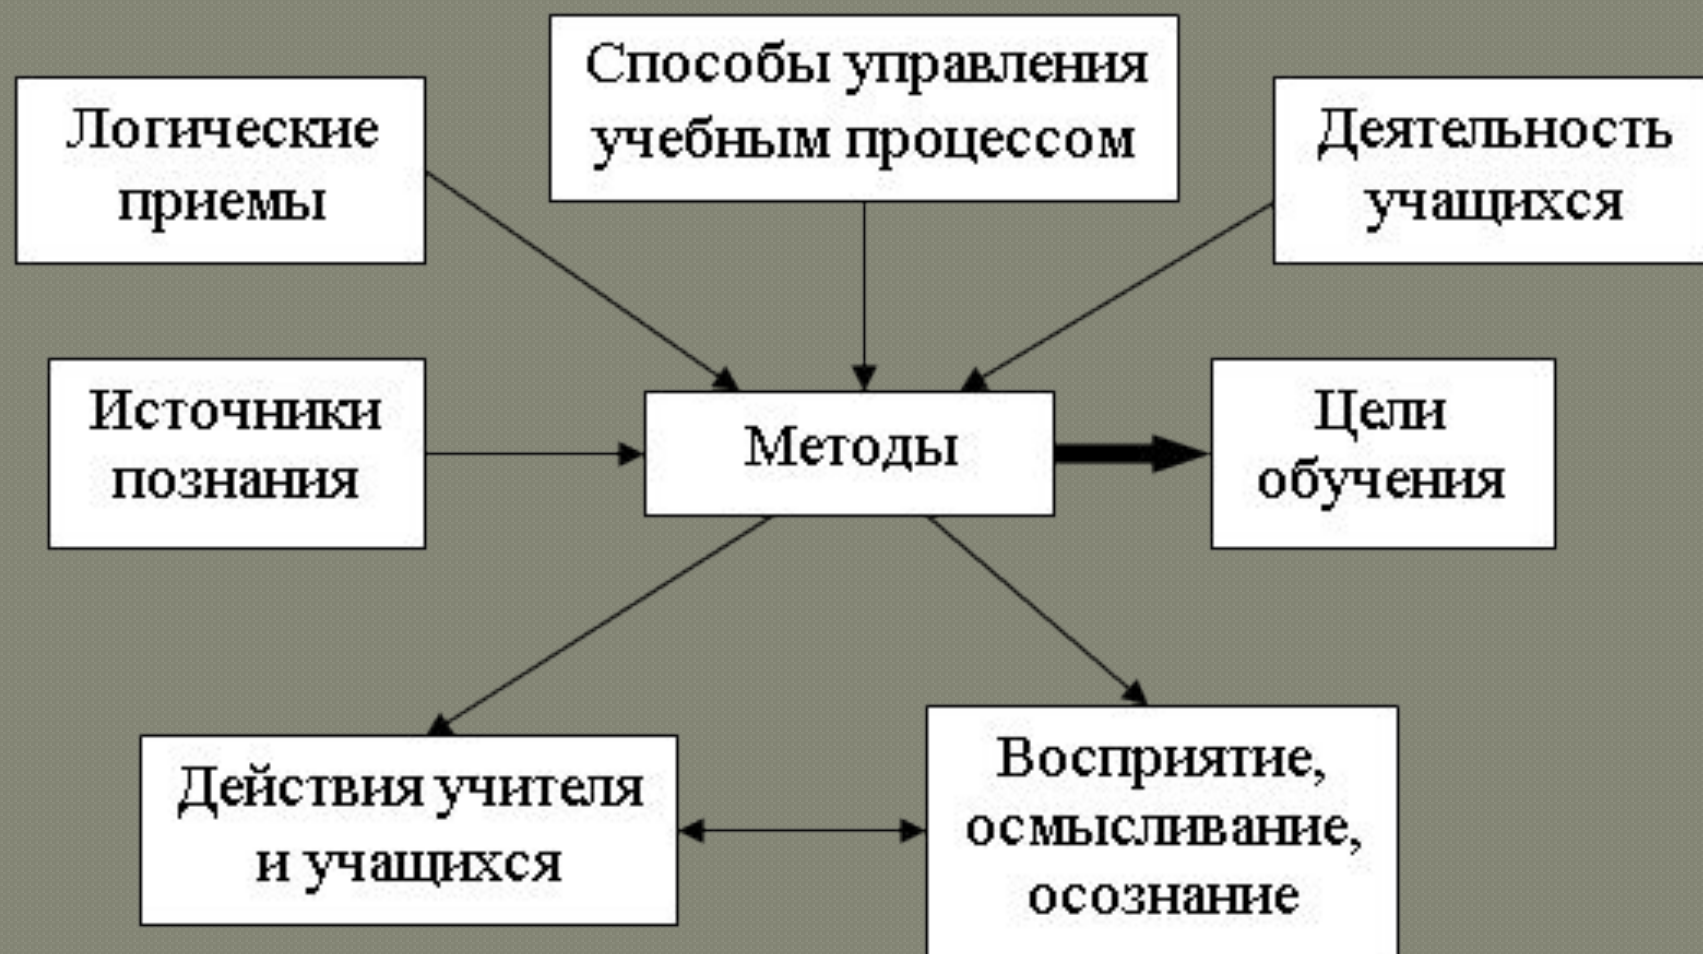 Способы управления
учебным процессом
Логические
приемы
Деятельность
учащихся
Источники
познания
Методы
Цели
обучения
Действия учителя
и учащихся
Восприятие,
осмысливание,
осознание